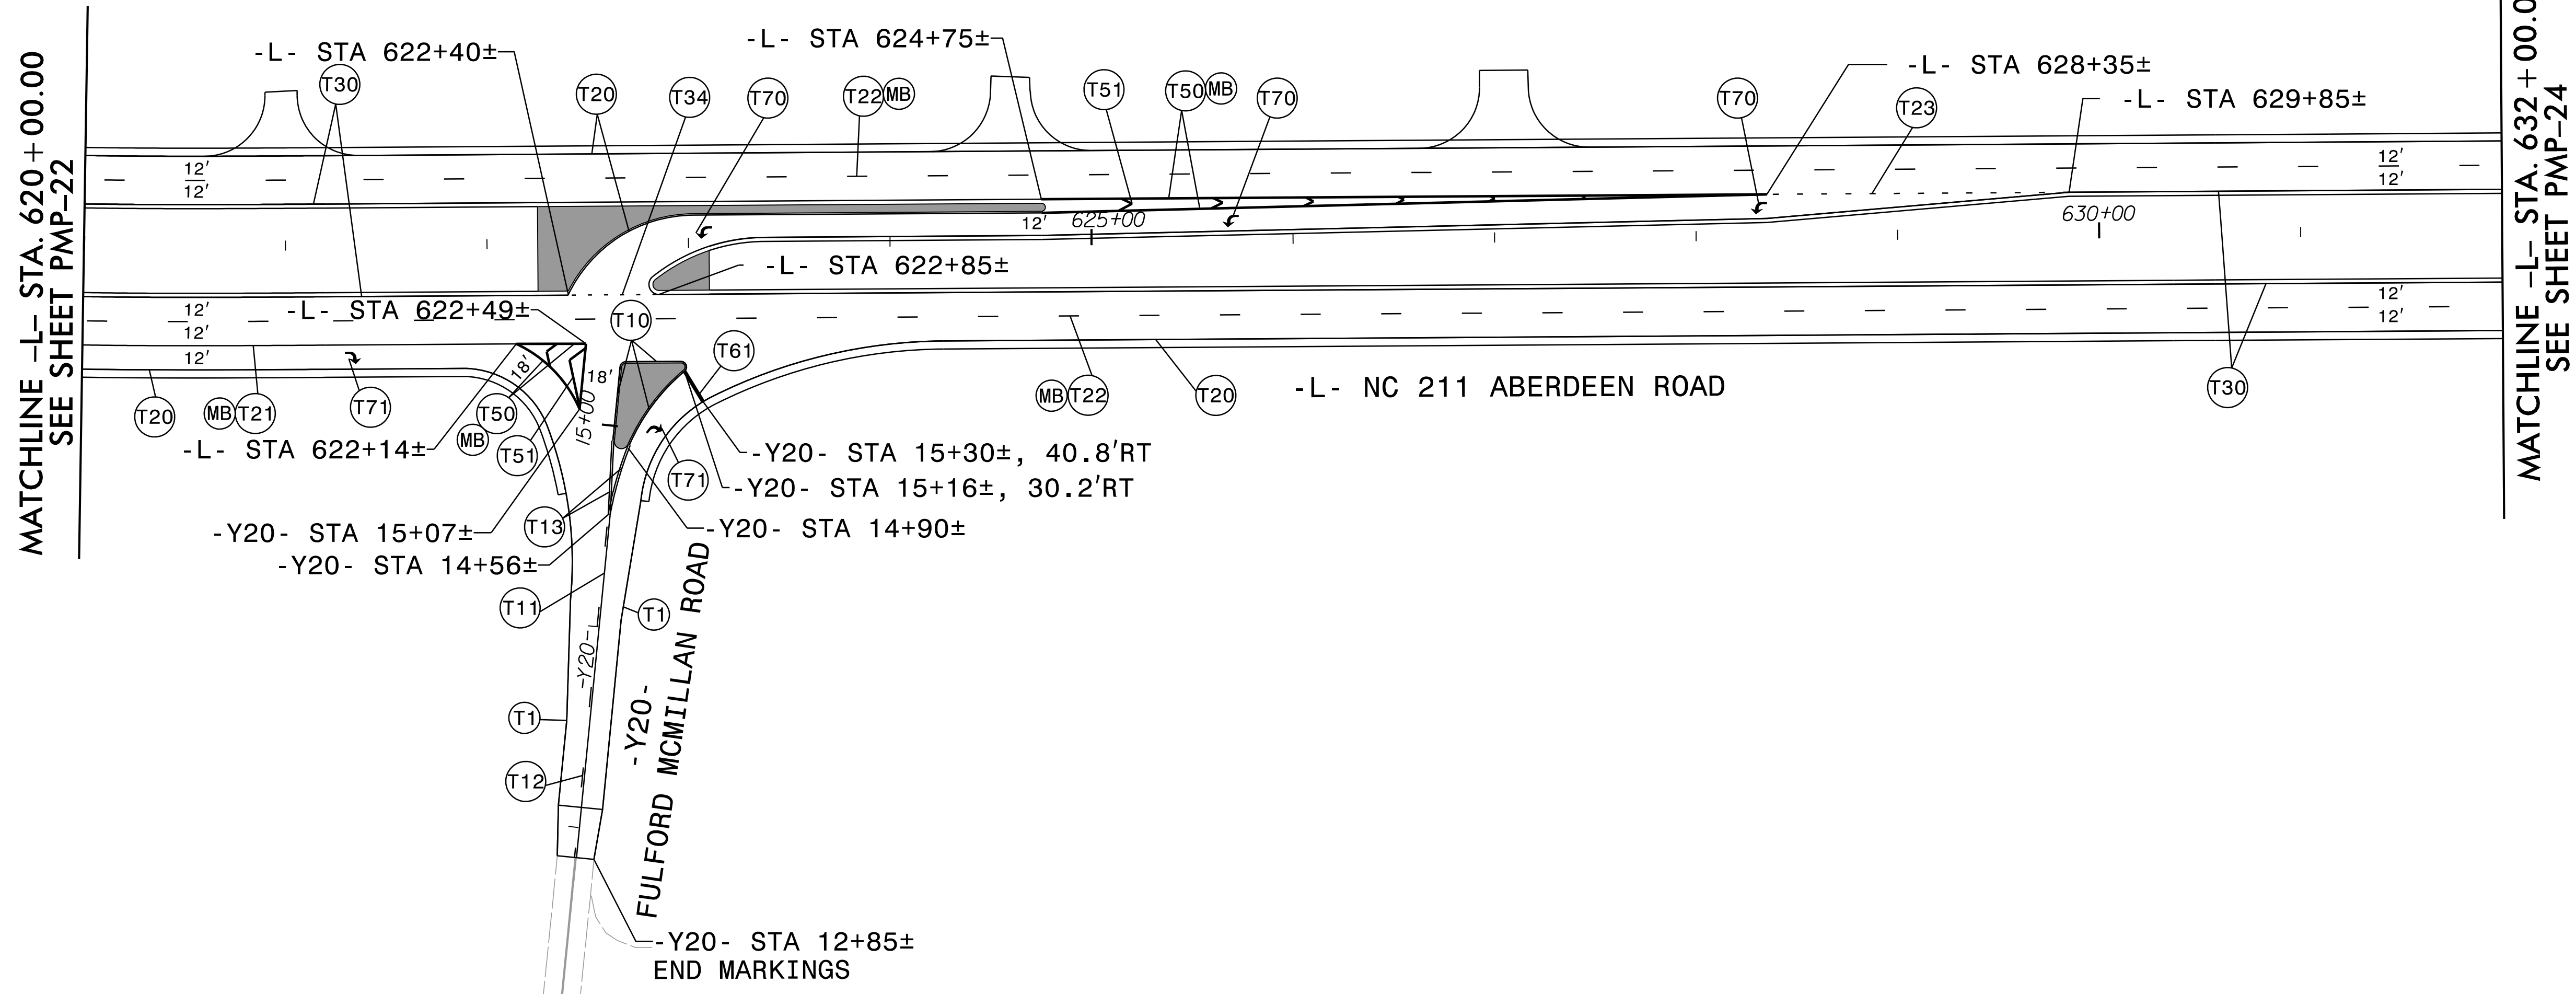 MATCHLINE -L- STA. 620+00.00
SEE SHEET PMP-22
-L- STA 622+40±
-L- STA 624+75±
-L- STA 628+35±
-L- STA 629+85±
T30
T20
T34
T70
T22 MB
T51
T50 MB
T70
T70
T23
12'
12'
12'
12'
12'
625+00
630+00
-L- STA 622+85±
12'
12'
12'
-L- STA 622+49±
T10
12'
12'
T61
18'
18'
T20
MB T21
T71
T50
MB
T51
15+00
MB T22
T20
-L- NC 211 ABERDEEN ROAD
T30
-L- STA 622+14±
T71
-Y20- STA 15+30±, 40.8'RT
-Y20- STA 15+16±, 30.2'RT
-Y20- STA 15+07±
T13
-Y20- STA 14+90±
-Y20- STA 14+56±
T11
T1
-Y20-
T1
T12
-Y20-
FULFORD MCMILLAN ROAD
-Y20- STA 12+85±
END MARKINGS
MATCHLINE -L- STA. 632+00.0
SEE SHEET PMP-24